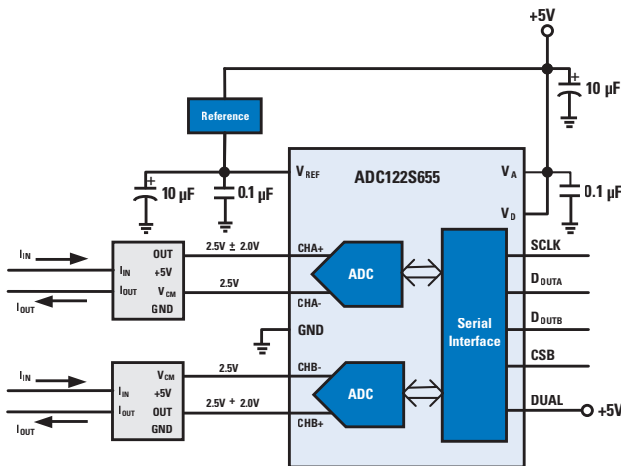 +5V
10 µF
Reference
VREF
ADC122S655
VA
10 µF
0.1 µF
0.1 µF
VD
IIN
OUT
2.5V ± 2.0V
CHA+
SCLK
IIN
+5V
ADC
IOUT
VCM
2.5V
CHA-
DDUTA
IOUT
GND
GND
Serial
Interface
DDUTB
IIN
VCM
2.5V
CHB-
CSB
IIN
+5V
ADC
IOUT
OUT
2.5V + 2.0V
CHB+
DUAL
+5V
IOUT
GND